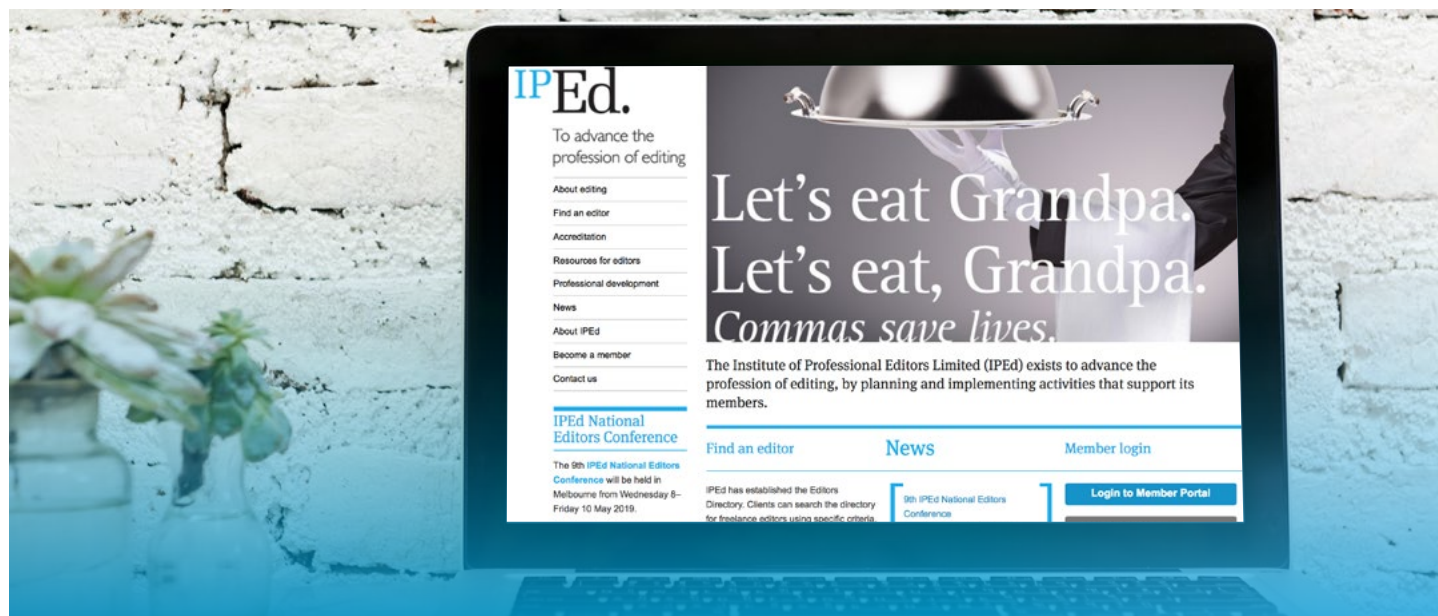 IPEd.
To advance the
profession of editing
About editing
Find an editor
Accreditation
Resources for editors
Professional development
News
About IPEd
Become a member
Contact us
IPEd National
Editors Conference
The 9th IPEd National Editors
Conference will be held in
Melbourne from Wednesday 8–
Friday 10 May 2019.
Let's eat Grandpa.
Let's eat, Grandpa.
Commas save lives.
The Institute of Professional Editors Limited (IPEd) exists to advance the
profession of editing, by planning and implementing activities that support its
members.
Find an editor
IPEd has established the Editors
Directory. Clients can search the directory
for freelance editors using specific criteria.
News
9th IPEd National Editors
Conference
Member login
Login to Member Portal